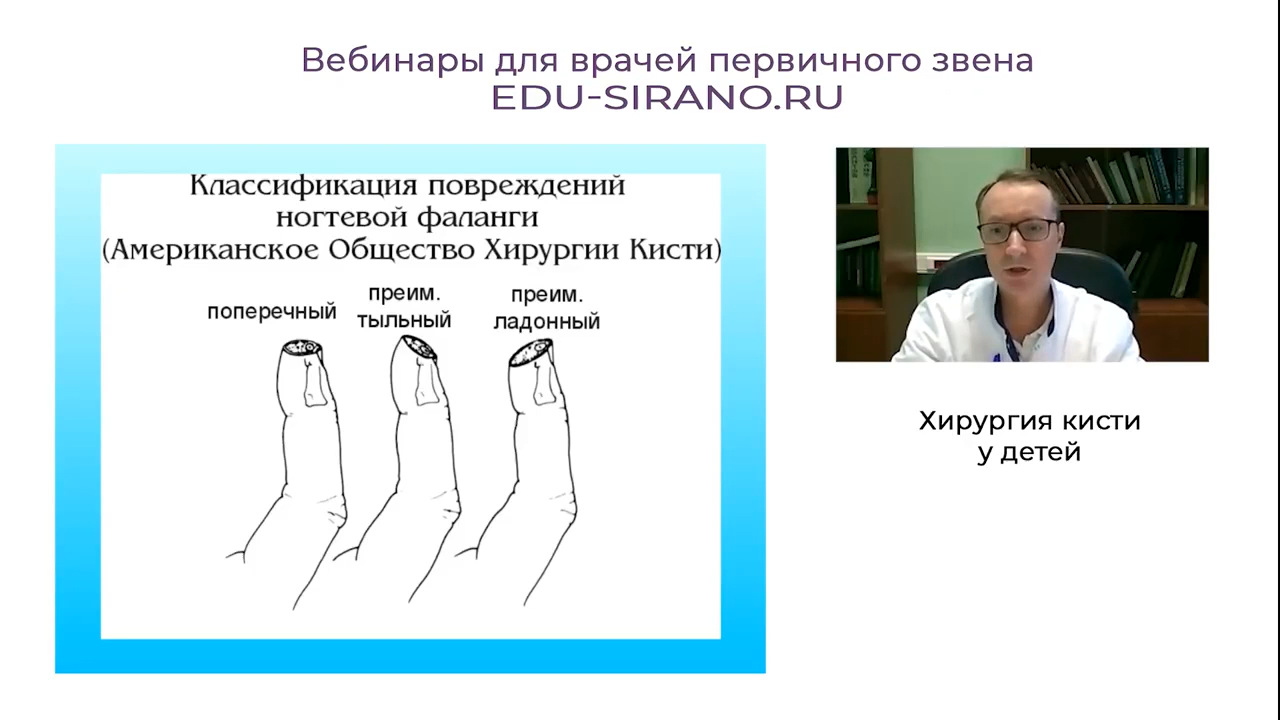 Вебинары для врачей первичного звена
EDU-SIRANO.RU
Классификация повреждений
ногтевой фаланги
(Американское Общество Хирургии Кисти)
поперечный
преим.
тыльный
преим.
ладонный
Хирургия кисти
у детей